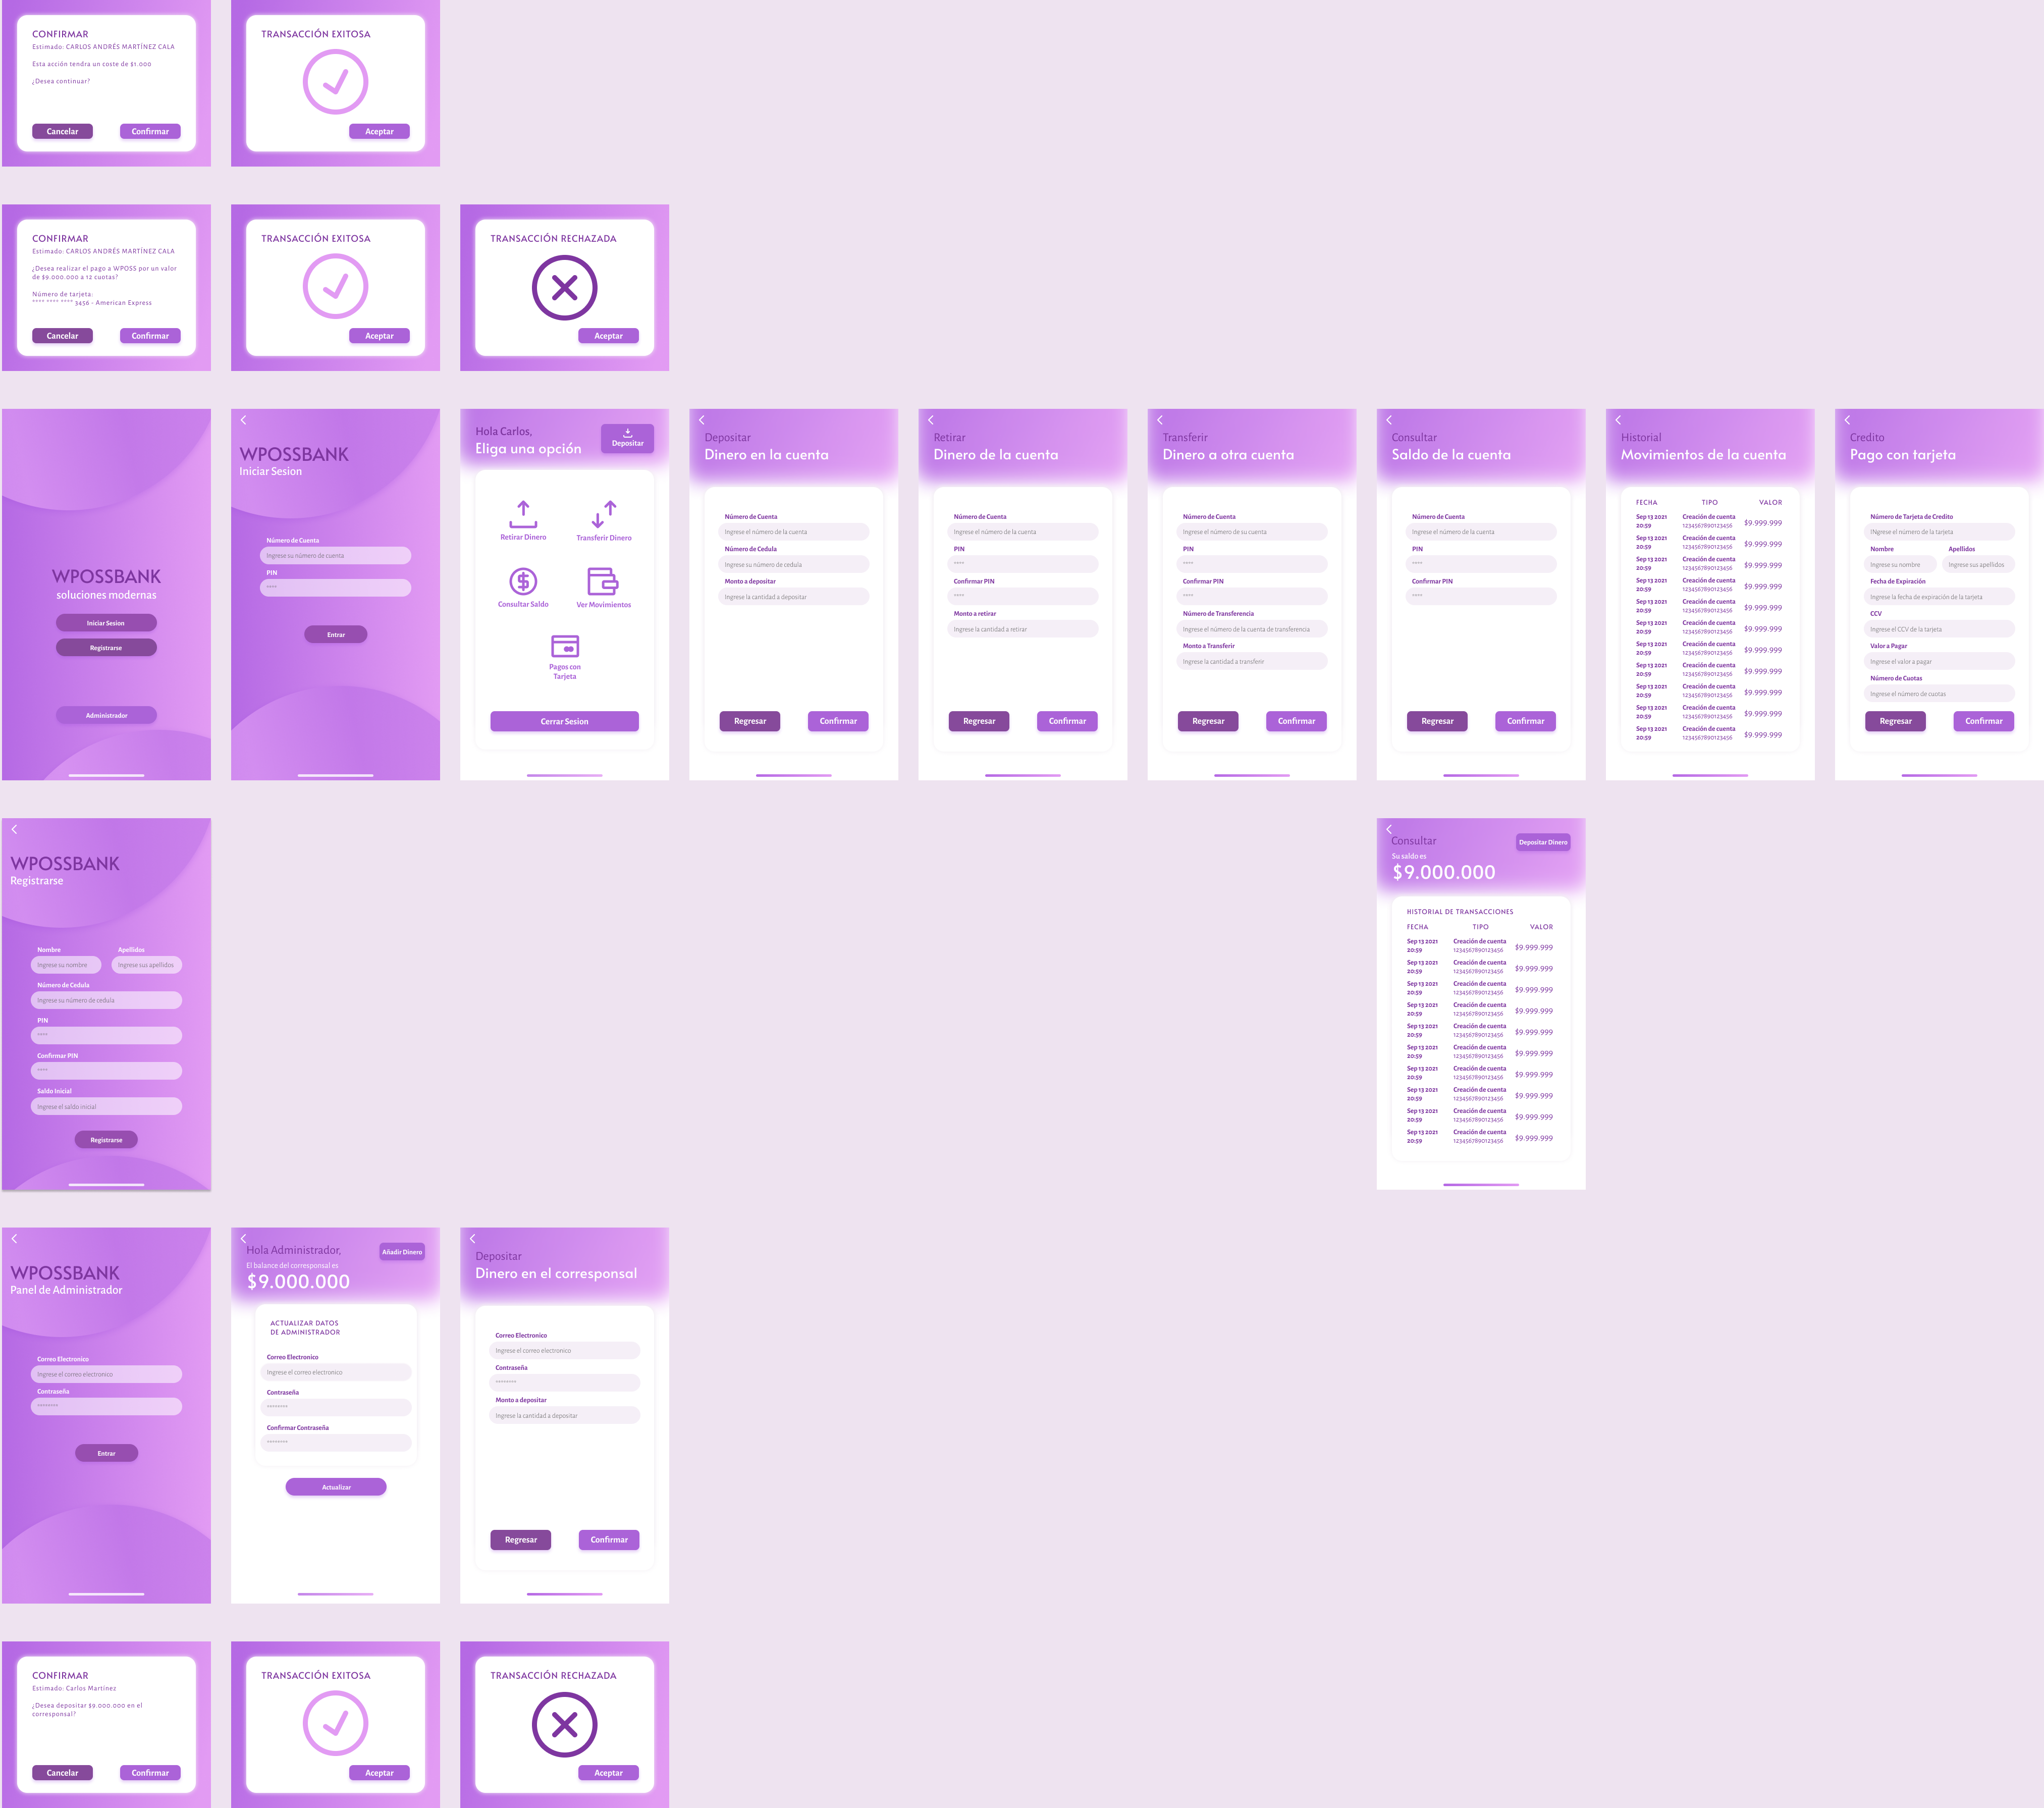 CONFIRMAR
Estimado: CARLOS ANDRÉS MARTÍNEZ CALA
Esta acción tendra un coste de $1.000
¿Desea continuar?
Cancelar
Confirmar
TRANSACCIÓN EXITOSA
Aceptar
CONFIRMAR
Estimado: CARLOS ANDRÉS MARTÍNEZ CALA
¿Desea realizar el pago a WPOSS por un valor
de $9.000.000 a 12 cuotas?
Número de tarjeta:
**** **** **** 3456 - American Express
Cancelar
Confirmar
TRANSACCIÓN EXITOSA
Aceptar
TRANSACCIÓN RECHAZADA
Aceptar
WPOSSBANK
soluciones modernas
Iniciar Sesion
Registrarse
Administrador
WPOSSBANK
Iniciar Sesion
Número de Cuenta
Ingrese su número de cuenta
PIN
****
Entrar
Hola Carlos,
Eliga una opción
Depositar
Retirar Dinero
Transferir Dinero
Consultar Saldo
Ver Movimientos
Pagos con
Tarjeta
Cerrar Sesion
Depositar
Dinero en la cuenta
Número de Cuenta
Ingrese el número de la cuenta
Número de Cedula
Ingrese su número de cedula
Monto a depositar
Ingrese la cantidad a depositar
Regresar
Confirmar
Retirar
Dinero de la cuenta
Número de Cuenta
Ingrese el número de la cuenta
PIN
****
Confirmar PIN
****
Monto a retirar
Ingrese la cantidad a retirar
Regresar
Confirmar
Transferir
Dinero a otra cuenta
Número de Cuenta
Ingrese el número de su cuenta
PIN
****
Confirmar PIN
****
Número de Transferencia
Ingrese el número de la cuenta de transferencia
Monto a Transferir
Ingrese la cantidad a transferir
Regresar
Confirmar
Consultar
Saldo de la cuenta
Número de Cuenta
Ingrese el número de la cuenta
PIN
****
Confirmar PIN
****
Regresar
Confirmar
Historial
Movimientos de la cuenta
FECHA TIPO VALOR
Sep 13 2021 Creación de cuenta $9.999.999
20:59 1234567890123456
Sep 13 2021 Creación de cuenta $9.999.999
20:59 1234567890123456
Sep 13 2021 Creación de cuenta $9.999.999
20:59 1234567890123456
Sep 13 2021 Creación de cuenta $9.999.999
20:59 1234567890123456
Sep 13 2021 Creación de cuenta $9.999.999
20:59 1234567890123456
Sep 13 2021 Creación de cuenta $9.999.999
20:59 1234567890123456
Sep 13 2021 Creación de cuenta $9.999.999
20:59 1234567890123456
Sep 13 2021 Creación de cuenta $9.999.999
20:59 1234567890123456
Sep 13 2021 Creación de cuenta $9.999.999
20:59 1234567890123456
Sep 13 2021 Creación de cuenta $9.999.999
20:59 1234567890123456
Sep 13 2021 Creación de cuenta $9.999.999
20:59 1234567890123456
Credito
Pago con tarjeta
Número de Tarjeta de Credito
Ingrese el número de la tarjeta
Nombre Apellidos
Ingrese su nombre Ingrese sus apellidos
Fecha de Expiración
Ingrese la fecha de expiración de la tarjeta
CCV
Ingrese el CCV de la tarjeta
Valor a Pagar
Ingrese el valor a pagar
Número de Cuotas
Ingrese el número de cuotas
Regresar
Confirmar
WPOSSBANK
Registrarse
Nombre Apellidos
Ingrese su nombre Ingrese sus apellidos
Número de Cedula
Ingrese su número de cedula
PIN
****
Confirmar PIN
****
Saldo Inicial
Ingrese el saldo inicial
Registrarse
Consultar
Depositar Dinero
Su saldo es
$9.000.000
HISTORIAL DE TRANSACCIONES
FECHA TIPO VALOR
Sep 13 2021 Creación de cuenta $9.999.999
20:59 1234567890123456
Sep 13 2021 Creación de cuenta $9.999.999
20:59 1234567890123456
Sep 13 2021 Creación de cuenta $9.999.999
20:59 1234567890123456
Sep 13 2021 Creación de cuenta $9.999.999
20:59 1234567890123456
Sep 13 2021 Creación de cuenta $9.999.999
20:59 1234567890123456
Sep 13 2021 Creación de cuenta $9.999.999
20:59 1234567890123456
Sep 13 2021 Creación de cuenta $9.999.999
20:59 1234567890123456
Sep 13 2021 Creación de cuenta $9.999.999
20:59 1234567890123456
Sep 13 2021 Creación de cuenta $9.999.999
20:59 1234567890123456
Sep 13 2021 Creación de cuenta $9.999.999
20:59 1234567890123456
WPOSSBANK
Panel de Administrador
Correo Electronico
Ingrese el correo electronico
Contraseña
********
Entrar
Hola Administrador,
Añadir Dinero
El balance del corresponsal es
$9.000.000
ACTUALIZAR DATOS
DE ADMINISTRADOR
Correo Electronico
Ingrese el correo electronico
Contraseña
********
Confirmar Contraseña
********
Actualizar
Depositar
Dinero en el corresponsal
Correo Electronico
Ingrese el correo electronico
Contraseña
********
Monto a depositar
Ingrese la cantidad a depositar
Regresar
Confirmar
CONFIRMAR
Estimado: Carlos Martínez
¿Desea depositar $9.000.000 en el
corresponsal?
Cancelar
Confirmar
TRANSACCIÓN EXITOSA
Aceptar
TRANSACCIÓN RECHAZADA
Aceptar